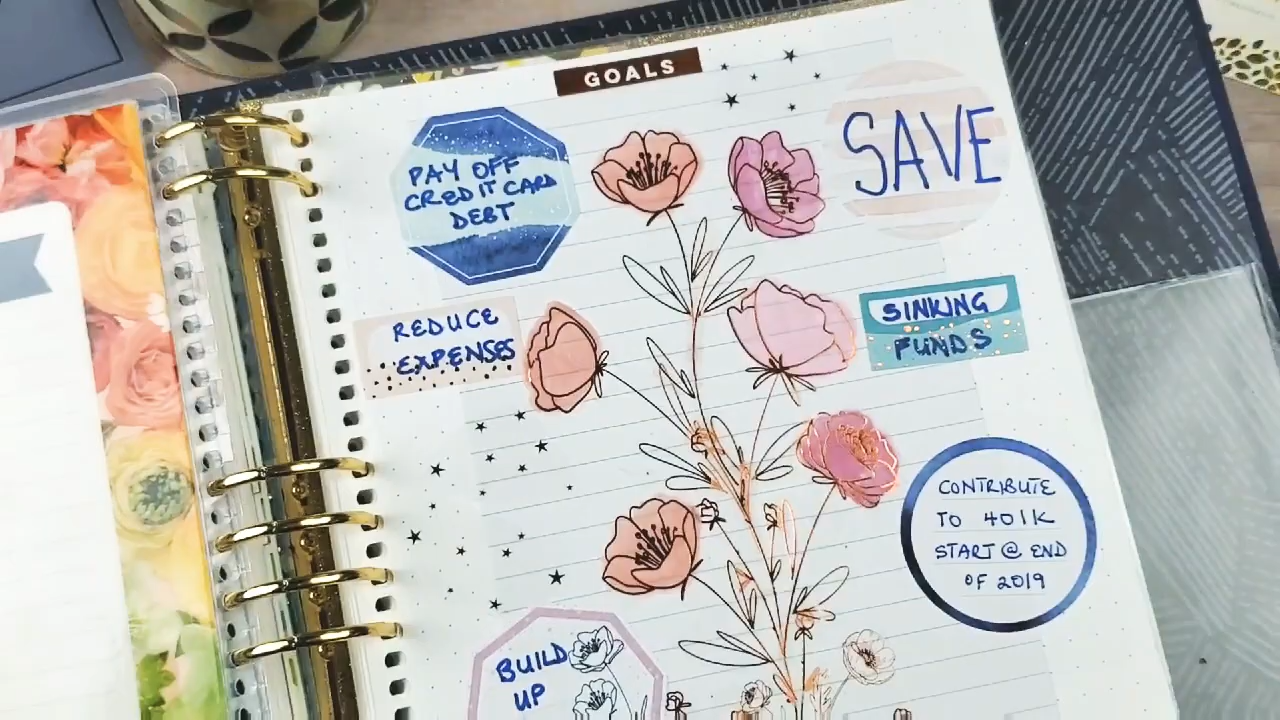 GOALS
PAY OFF
CREDIT CARD
DEBT
SAVE
REDUCE
EXPENSES
SINKING
FUNDS
CONTRIBUTE
TO 401K
START @ END
OF 2019
BUILD
UP